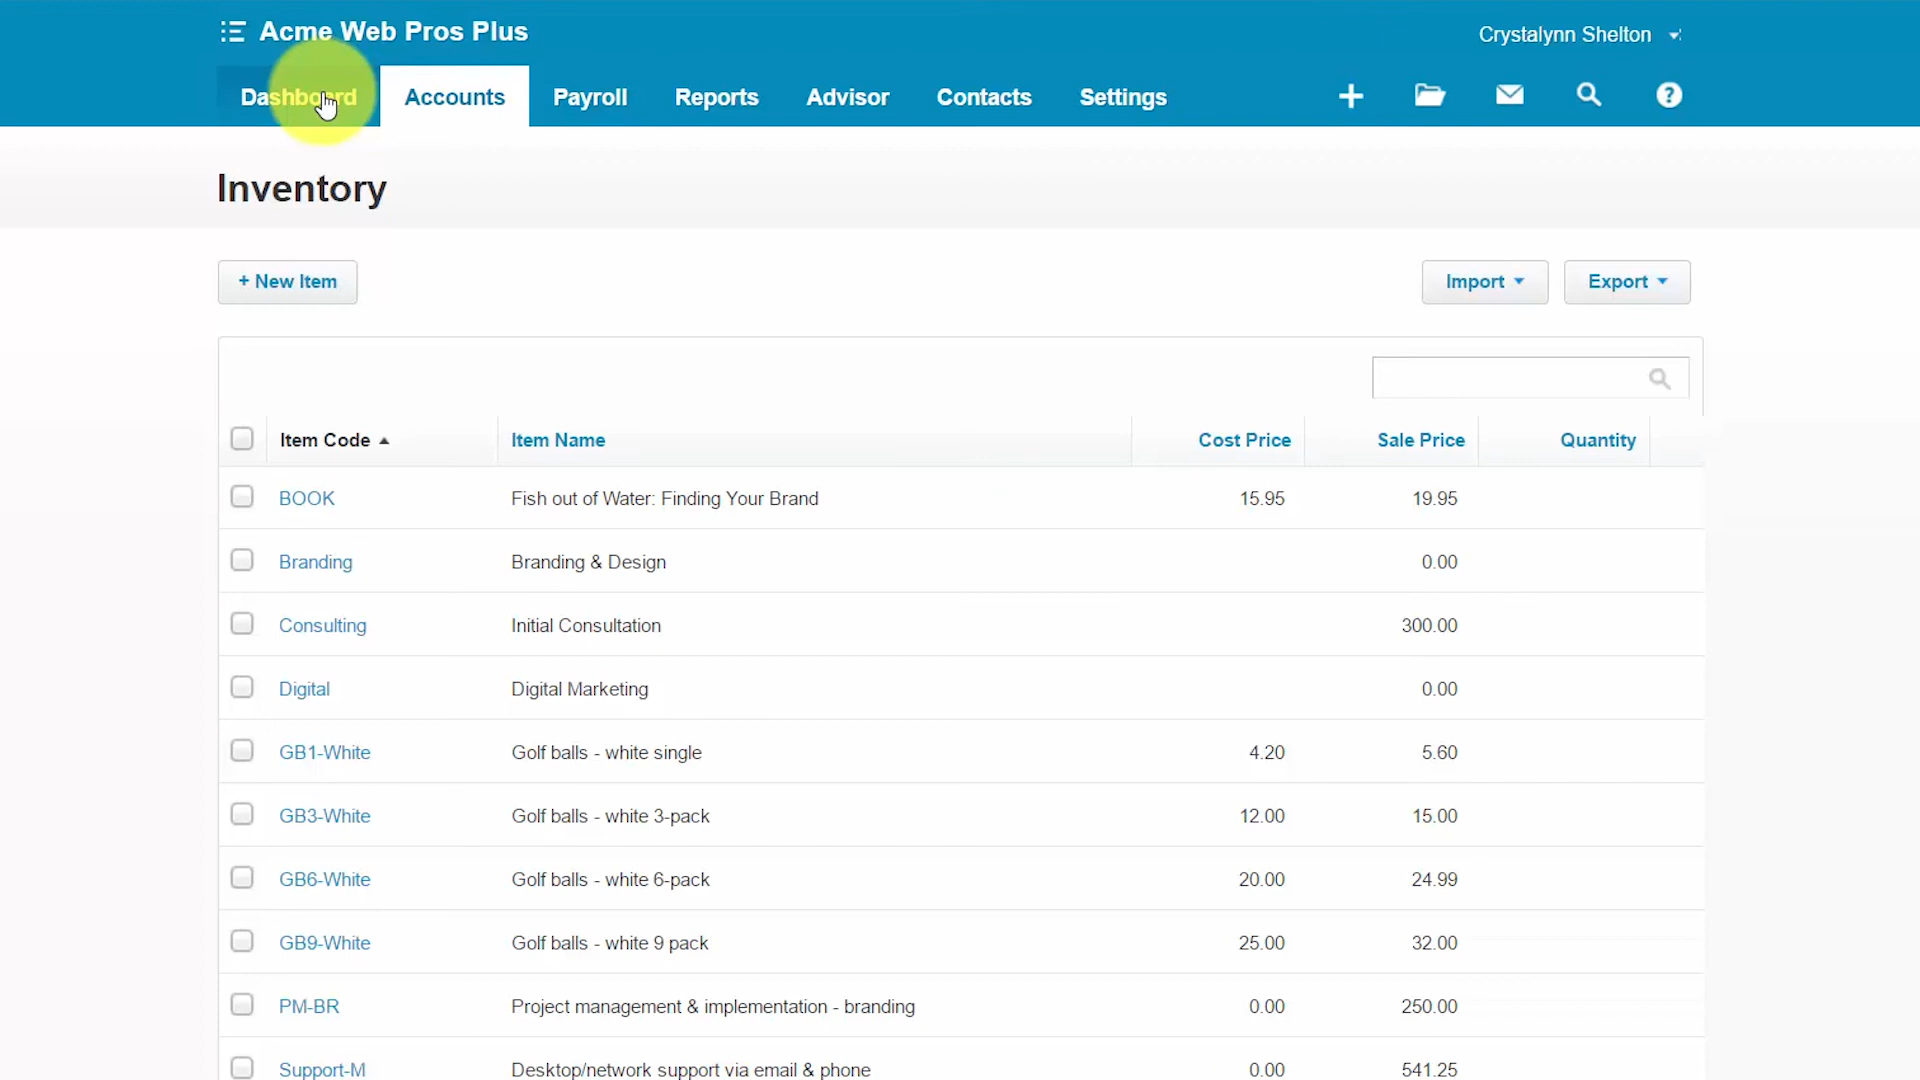 Acme Web Pros Plus
Crystalynn Shelton
Dashboard Accounts Payroll Reports Advisor Contacts Settings
Inventory
+ New Item Import Export
Item Code Item Name Cost Price Sale Price Quantity
BOOK Fish out of Water: Finding Your Brand 15.95 19.95
Branding Branding & Design 0.00
Consulting Initial Consultation 300.00
Digital Digital Marketing 0.00
GB1-White Golf balls - white single 4.20 5.60
GB3-White Golf balls - white 3-pack 12.00 15.00
GB6-White Golf balls - white 6-pack 20.00 24.99
GB9-White Golf balls - white 9 pack 25.00 32.00
PM-BR Project management & implementation - branding 0.00 250.00
Support-M Desktop/network support via email & phone 0.00 541.25